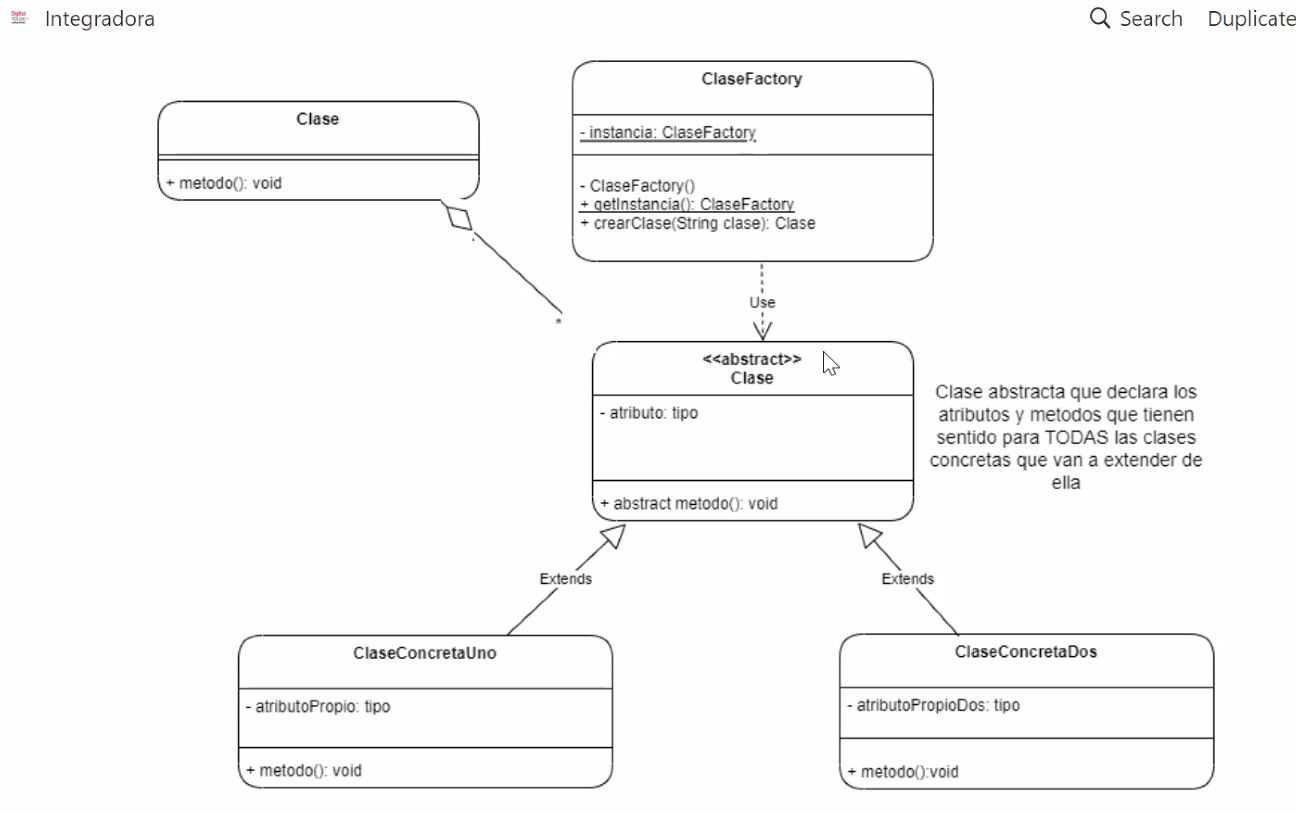 Integradora
Search
Duplicate
Clase
+ metodo(): void
ClaseFactory
- instancia: ClaseFactory
- ClaseFactory()
+ getInstancia(): ClaseFactory
+ crearClase(String clase): Clase
*
Use
<<abstract>>
Clase
- atributo: tipo
+ abstract metodo(): void
Clase abstracta que declara los
atributos y metodos que tienen
sentido para TODAS las clases
concretas que van a extender de
ella
Extends
Extends
ClaseConcretaUno
- atributoPropio: tipo
+ metodo(): void
ClaseConcretaDos
- atributoPropioDos: tipo
+ metodo():void